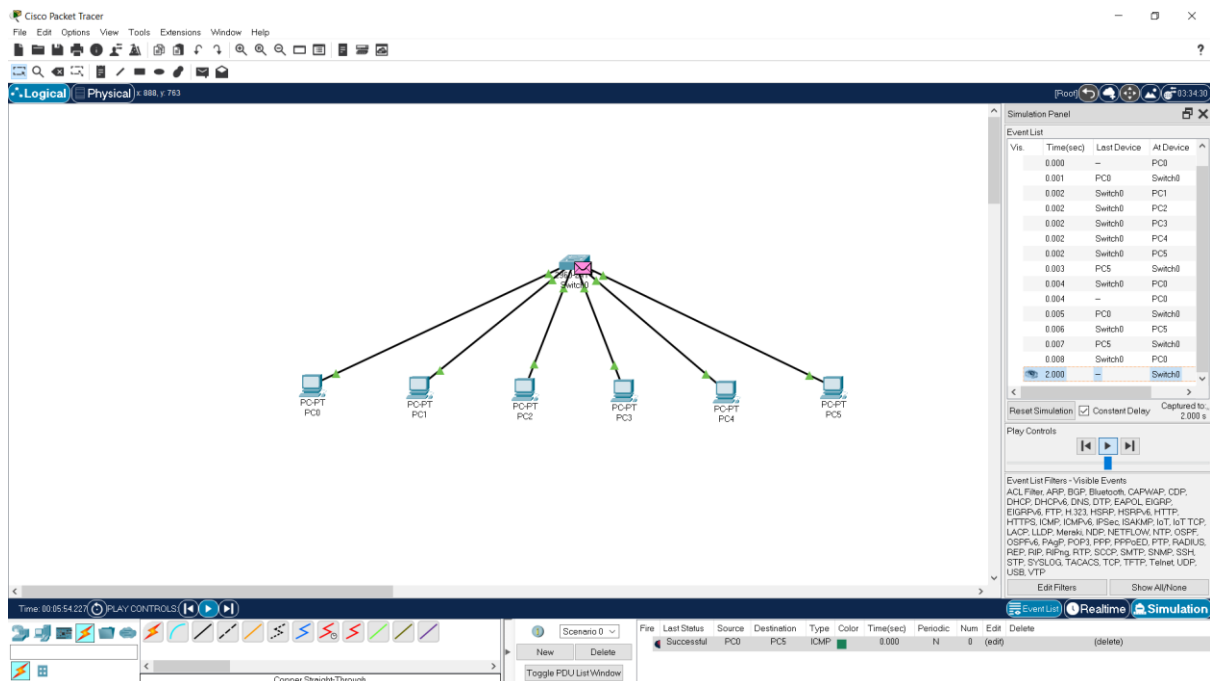 Cisco Packet Tracer
File Edit Options View Tools Extensions Window Help
?
Logical Physical x: 888, y: 763
[Root] 03:34:30
Switch0
PC-PT
PC0
PC-PT
PC1
PC-PT
PC2
PC-PT
PC3
PC-PT
PC4
PC-PT
PC5
Simulation Panel
Event List
Vis. Time(sec) Last Device At Device
0.000 – PC0
0.001 PC0 Switch0
0.002 Switch0 PC1
0.002 Switch0 PC2
0.002 Switch0 PC3
0.002 Switch0 PC4
0.002 Switch0 PC5
0.003 PC5 Switch0
0.004 Switch0 PC0
0.004 – PC0
0.005 PC0 Switch0
0.006 Switch0 PC5
0.007 PC5 Switch0
0.008 Switch0 PC0
2.000 – Switch0
Reset Simulation Constant Delay Captured to:
2.000 s
Play Controls
Event List Filters - Visible Events
ACL Filter, ARP, BGP, Bluetooth, CAPWAP, CDP,
DHCP, DHCPv6, DNS, DTP, EAPOL, EIGRP,
EIGRPv6, FTP, H.323, HSRP, HSRPv6, HTTP,
HTTPS, ICMP, ICMPv6, IPSec, ISAKMP, IoT, IoT TCP,
LACP, LLDP, Meraki, NDP, NETFLOW, NTP, OSPF,
OSPFv6, PAgP, POP3, PPP, PPPoED, PTP, RADIUS,
REP, RIP, RIPng, RTP, SCCP, SMTP, SNMP, SSH,
STP, SYSLOG, TACACS, TCP, TFTP, Telnet, UDP,
USB, VTP
Edit Filters Show All/None
Time: 00:05:54.227 PLAY CONTROLS:
Event List Realtime Simulation
Scenario 0
New Delete
Toggle PDU List Window
Fire Last Status Source Destination Type Color Time(sec) Periodic Num Edit Delete
Successful PC0 PC5 ICMP 0.000 N 0 (edit) (delete)
Copper Straight-Through